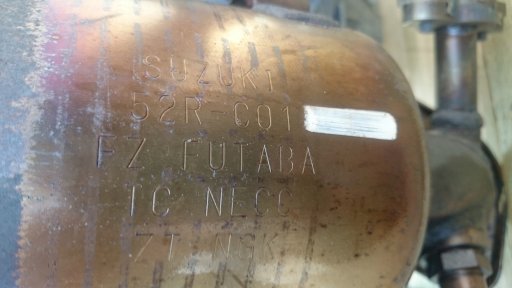 SUZUKI
52R-C01
FZ FUTABA
TC NECC
ZT NGK